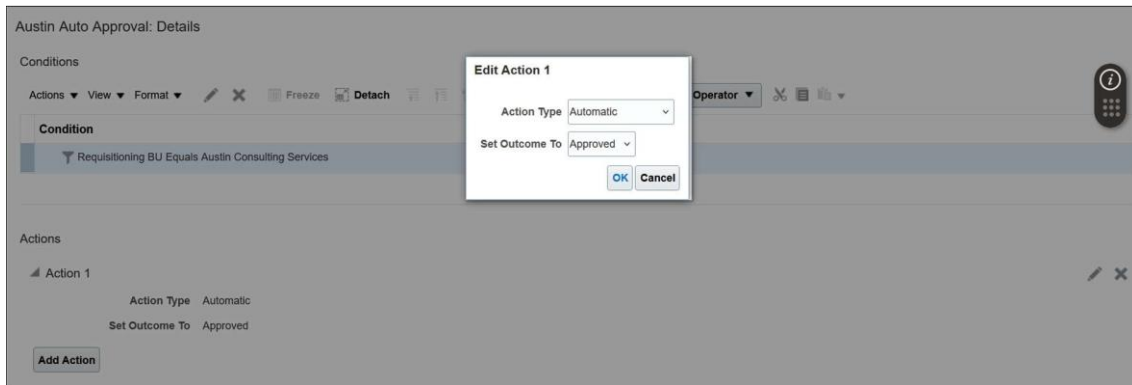 Austin Auto Approval: Details
Conditions
Actions View Format Freeze Detach Operator
Condition
Requisitioning BU Equals Austin Consulting Services
Edit Action 1
Action Type Automatic
Set Outcome To Approved
OK Cancel
Actions
Action 1
Action Type Automatic
Set Outcome To Approved
Add Action